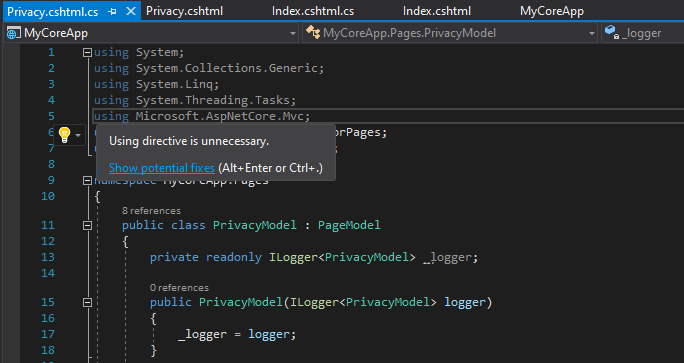 Privacy.cshtml.cs Privacy.cshtml Index.cshtml.cs Index.cshtml MyCoreApp
MyCoreApp MyCoreApp.Pages.PrivacyModel _logger
1 using System;
2 using System.Collections.Generic;
3 using System.Linq;
4 using System.Threading.Tasks;
5 using Microsoft.AspNetCore.Mvc;
6 orPages;
Using directive is unnecessary.
7 ;
8
Show potential fixes (Alt+Enter or Ctrl+.)
9 namespace MyCoreApp.Pages
10 {
8 references
11 public class PrivacyModel : PageModel
12 {
13 private readonly ILogger<PrivacyModel> _logger;
14
0 references
15 public PrivacyModel(ILogger<PrivacyModel> logger)
16 {
17 _logger = logger;
18 }